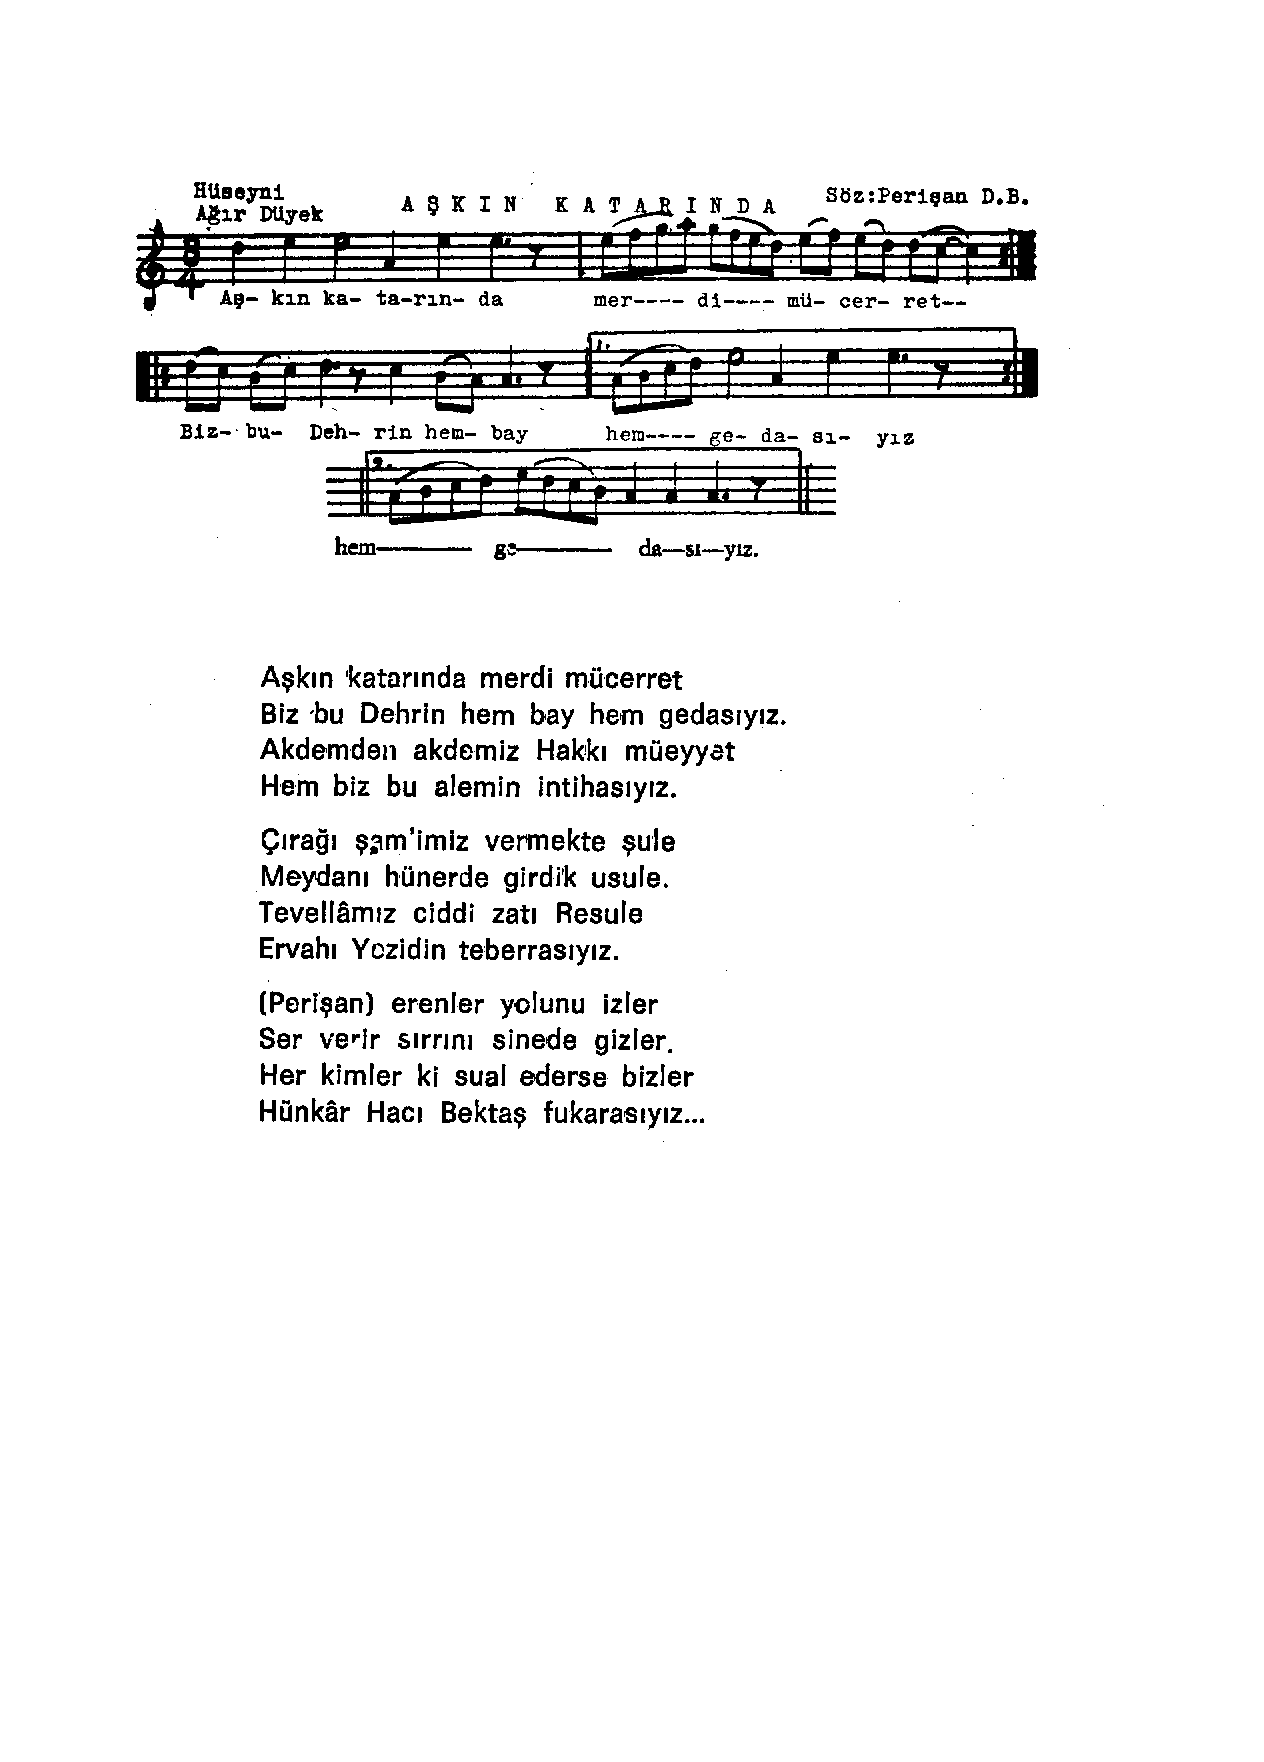 Hüseyni
Ağır Düyek
AŞKIN KATARINDA
Söz:Perişan D.B.
8
4
Aş- kın ka- ta-rın- da mer---- di---- mü- cer- ret--
1.
Biz- bu- Deh- rin hem- bay hem---- ge- da- sı- yız
2.
hem——— ge——— da—sı—yız.
Aşkın katarında merdi mücerret
Biz bu Dehrin hem bay hem gedasıyız.
Akdemden akdemiz Hakkı müeyyet
Hem biz bu alemin intihasıyız.
Çırağı şem'imiz vermekte şule
Meydanı hünerde girdik usule.
Tevellâmız ciddi zatı Resule
Ervahı Yezidin teberrasıyız.
(Perişan) erenler yolunu izler
Ser verir sırrını sinede gizler.
Her kimler ki sual ederse bizler
Hünkâr Hacı Bektaş fukarasıyız...